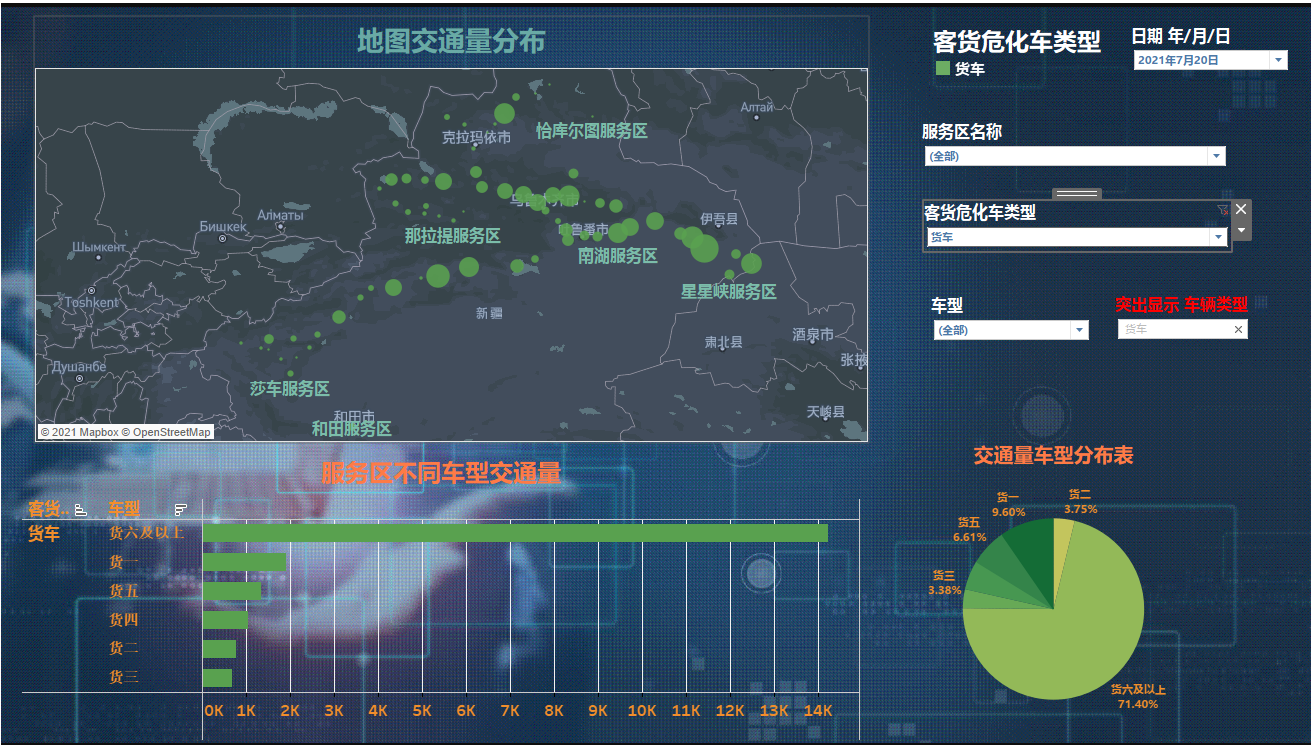 地图交通量分布
客货危化车类型
货车
日期 年/月/日
2021年7月20日
服务区名称
(全部)
客货危化车类型
货车
车型
(全部)
突出显示 车辆类型
货车
Алтай
克拉玛依市
恰库尔图服务区
乌鲁木齐市
Алматы
Бишкек
伊吾县
吐鲁番市
那拉提服务区
Шымкент
南湖服务区
星星峡服务区
Toshkent
新疆
酒泉市
肃北县
张掖
Душанбе
莎车服务区
天峻县
和田市
和田服务区
© 2021 Mapbox © OpenStreetMap
服务区不同车型交通量
客货..
车型
货车
货六及以上
货一
货五
货四
货二
货三
0K 1K 2K 3K 4K 5K 6K 7K 8K 9K 10K 11K 12K 13K 14K
交通量车型分布表
货二
3.75%
货一
9.60%
货五
6.61%
货三
3.38%
货六及以上
71.40%